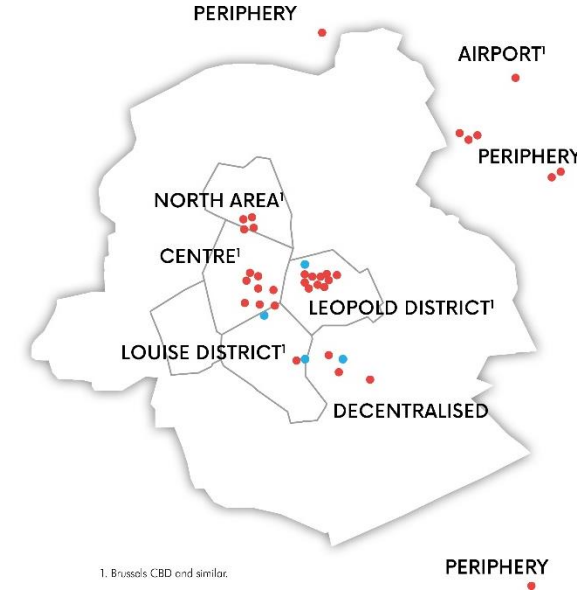 PERIPHERY
AIRPORT¹
PERIPHERY
NORTH AREA¹
CENTRE¹
LEOPOLD DISTRICT¹
LOUISE DISTRICT¹
DECENTRALISED
PERIPHERY
1. Brussels CBD and similar.